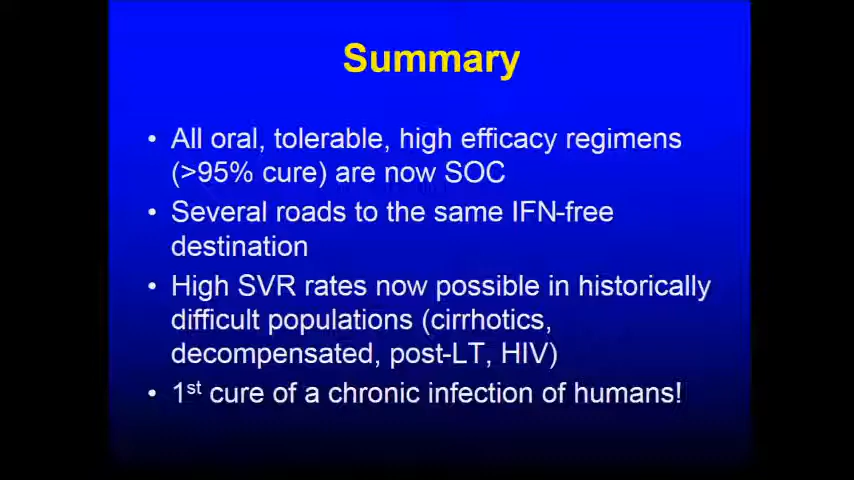 Summary
• All oral, tolerable, high efficacy regimens
(>95% cure) are now SOC
• Several roads to the same IFN-free
destination
• High SVR rates now possible in historically
difficult populations (cirrhotics,
decompensated, post-LT, HIV)
• 1st cure of a chronic infection of humans!